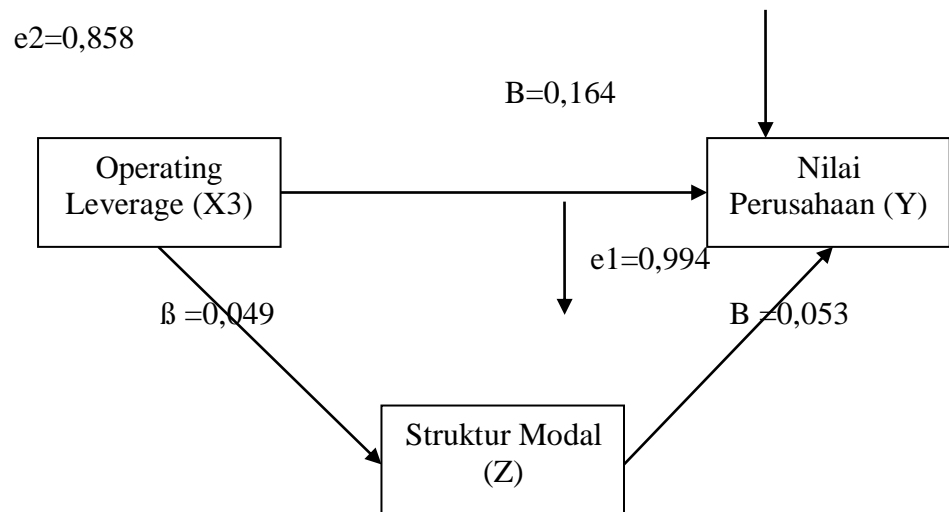 e2=0,858
B=0,164
Operating
Leverage (X3)
Nilai
Perusahaan (Y)
e1=0,994
ß =0,049
B =0,053
Struktur Modal
(Z)